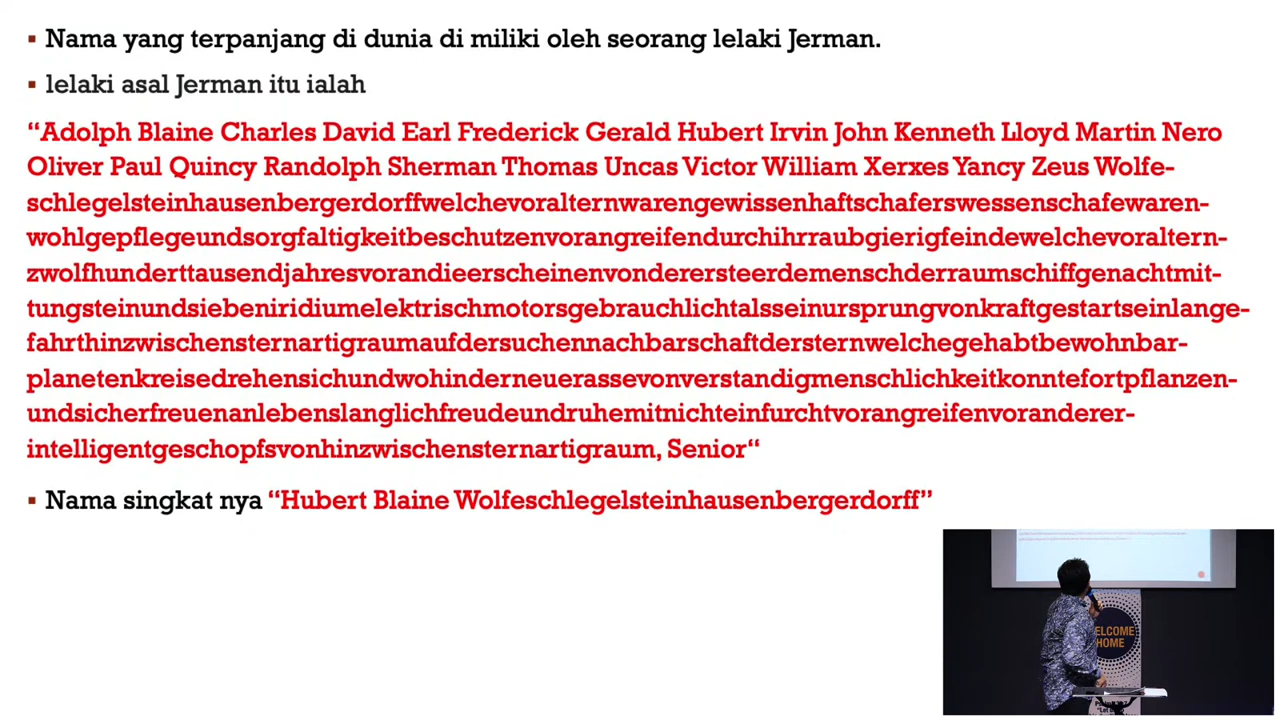 ▪ Nama yang terpanjang di dunia di miliki oleh seorang lelaki Jerman.
▪ lelaki asal Jerman itu ialah
“Adolph Blaine Charles David Earl Frederick Gerald Hubert Irvin John Kenneth Lloyd Martin Nero
Oliver Paul Quincy Randolph Sherman Thomas Uncas Victor William Xerxes Yancy Zeus Wolfe-
schlegelsteinhausenbergerdorffwelchevoralternwarengewissenhaftschaferswessenschafewaren-
wohlgepflegeundsorgfaltigkeitbeschutzenvorangreifendurchihrraubgierigfeindewelchevoraltern-
zwolfhunderttausendjahresvorandieerscheinenvonderersteerdemenschderraumschiffgenachtmit-
tungsteinundsiebeniridiumelektrischmotorsgebrauchlichtalsseinursprungvonkraftgestartseinlange-
fahrthinzwischensternartigraumaufdersuchennachbarschaftdersternwelchegehabtbewohnbar-
planetenkreisedrehensichundwohinderneuerassevonverstandigmenschlichkeitkonntefortpflanzen-
undsicherfreuenanlebenslanglichfreudeundruhemitnichteinfurchtvorangreifenvoranderer-
intelligentgeschopfsvonhinzwischensternartigraum, Senior“
▪ Nama singkat nya “Hubert Blaine Wolfeschlegelsteinhausenbergerdorff”
ELCOME
HOME